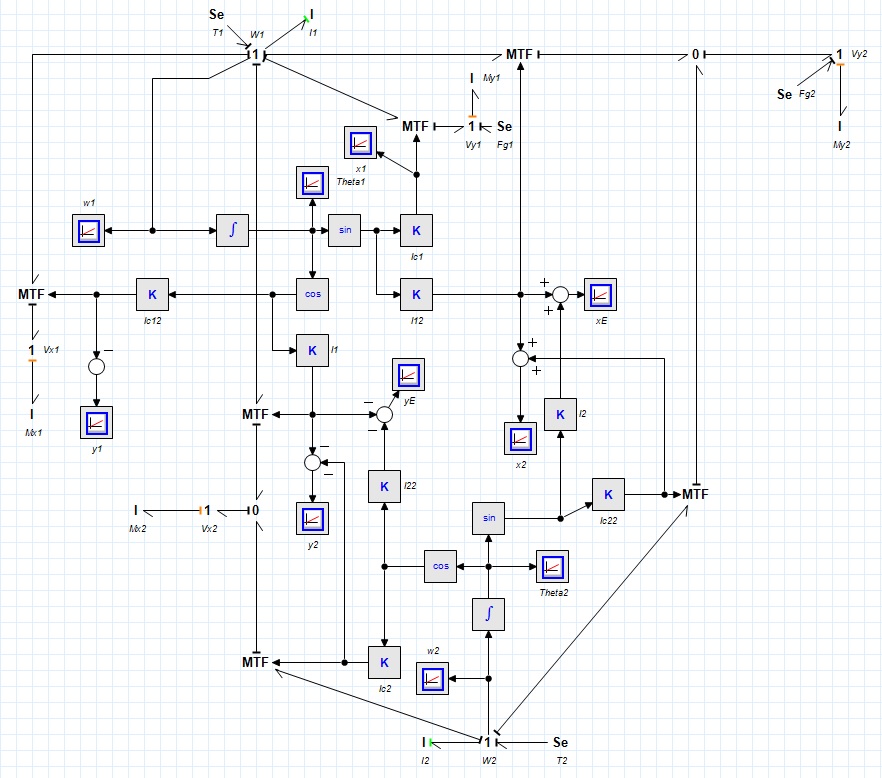 Se
I
T1
W1
I1
1
MTF
0
1
Vy2
I
My1
Se
Fg2
MTF
1
Se
I
x1
Vy1
Fg1
My2
Theta1
w1
∫
sin
K
lc1
MTF
K
cos
K
+
+
xE
lc12
l12
1
Vx1
K
l1
+
+
yE
I
MTF
K
l2
Mx1
y1
x2
K
l22
K
MTF
I
1
0
sin
lc22
Mx2
Vx2
y2
cos
Theta2
∫
w2
MTF
K
lc2
I
1
Se
I2
W2
T2